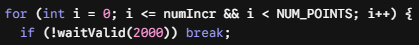 for (int i = 0; i <= numIncr && i < NUM_POINTS; i++) {
  if (!waitValid(2000)) break;